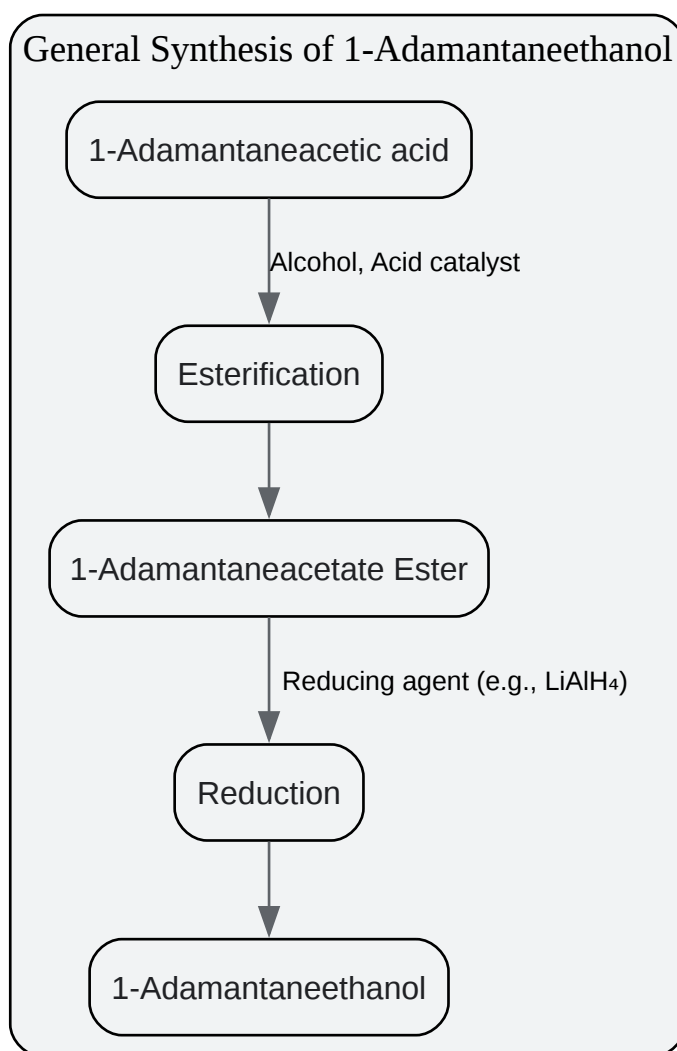 General Synthesis of 1-Adamantaneethanol
1-Adamantaneacetic acid
Alcohol, Acid catalyst
Esterification
1-Adamantaneacetate Ester
Reducing agent (e.g., LiAlH₄)
Reduction
1-Adamantaneethanol